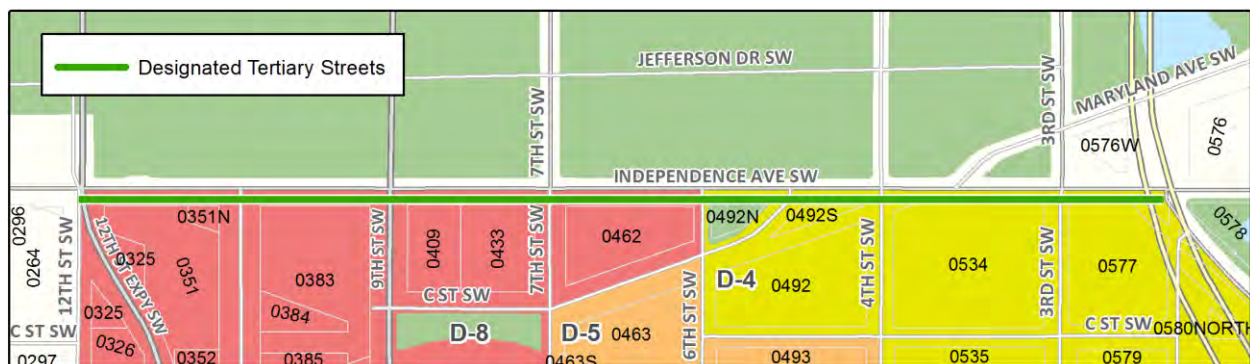 Designated Tertiary Streets
JEFFERSON DR SW
7TH ST SW
3RD ST SW
MARYLAND AVE SW
0576W
0576
INDEPENDENCE AVE SW
0296
0264
12TH ST SW
12TH ST EXPY SW
0351N
0325
0351
0383
9TH ST SW
0409
0433
7TH ST SW
0462
0492N
0492S
4TH ST SW
0534
3RD ST SW
0577
0578
0325
0384
C ST SW
6TH ST SW
D-4
0492
C ST SW
0326
D-8
D-5
0463
C ST SW
0580NORTH
0297
0352
0385
0463S
0493
0535
0579